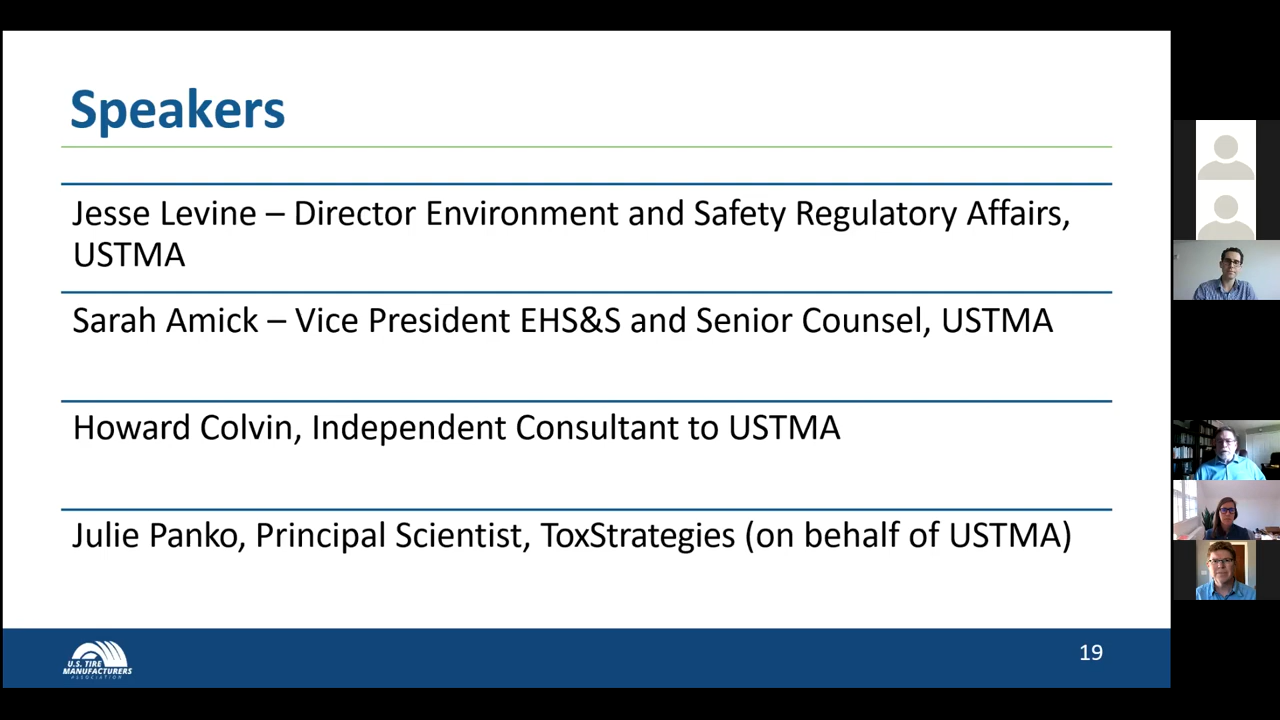 Speakers
Jesse Levine – Director Environment and Safety Regulatory Affairs,
USTMA
Sarah Amick – Vice President EHS&S and Senior Counsel, USTMA
Howard Colvin, Independent Consultant to USTMA
Julie Panko, Principal Scientist, ToxStrategies (on behalf of USTMA)
U.S. TIRE
MANUFACTURERS
ASSOCIATION
19